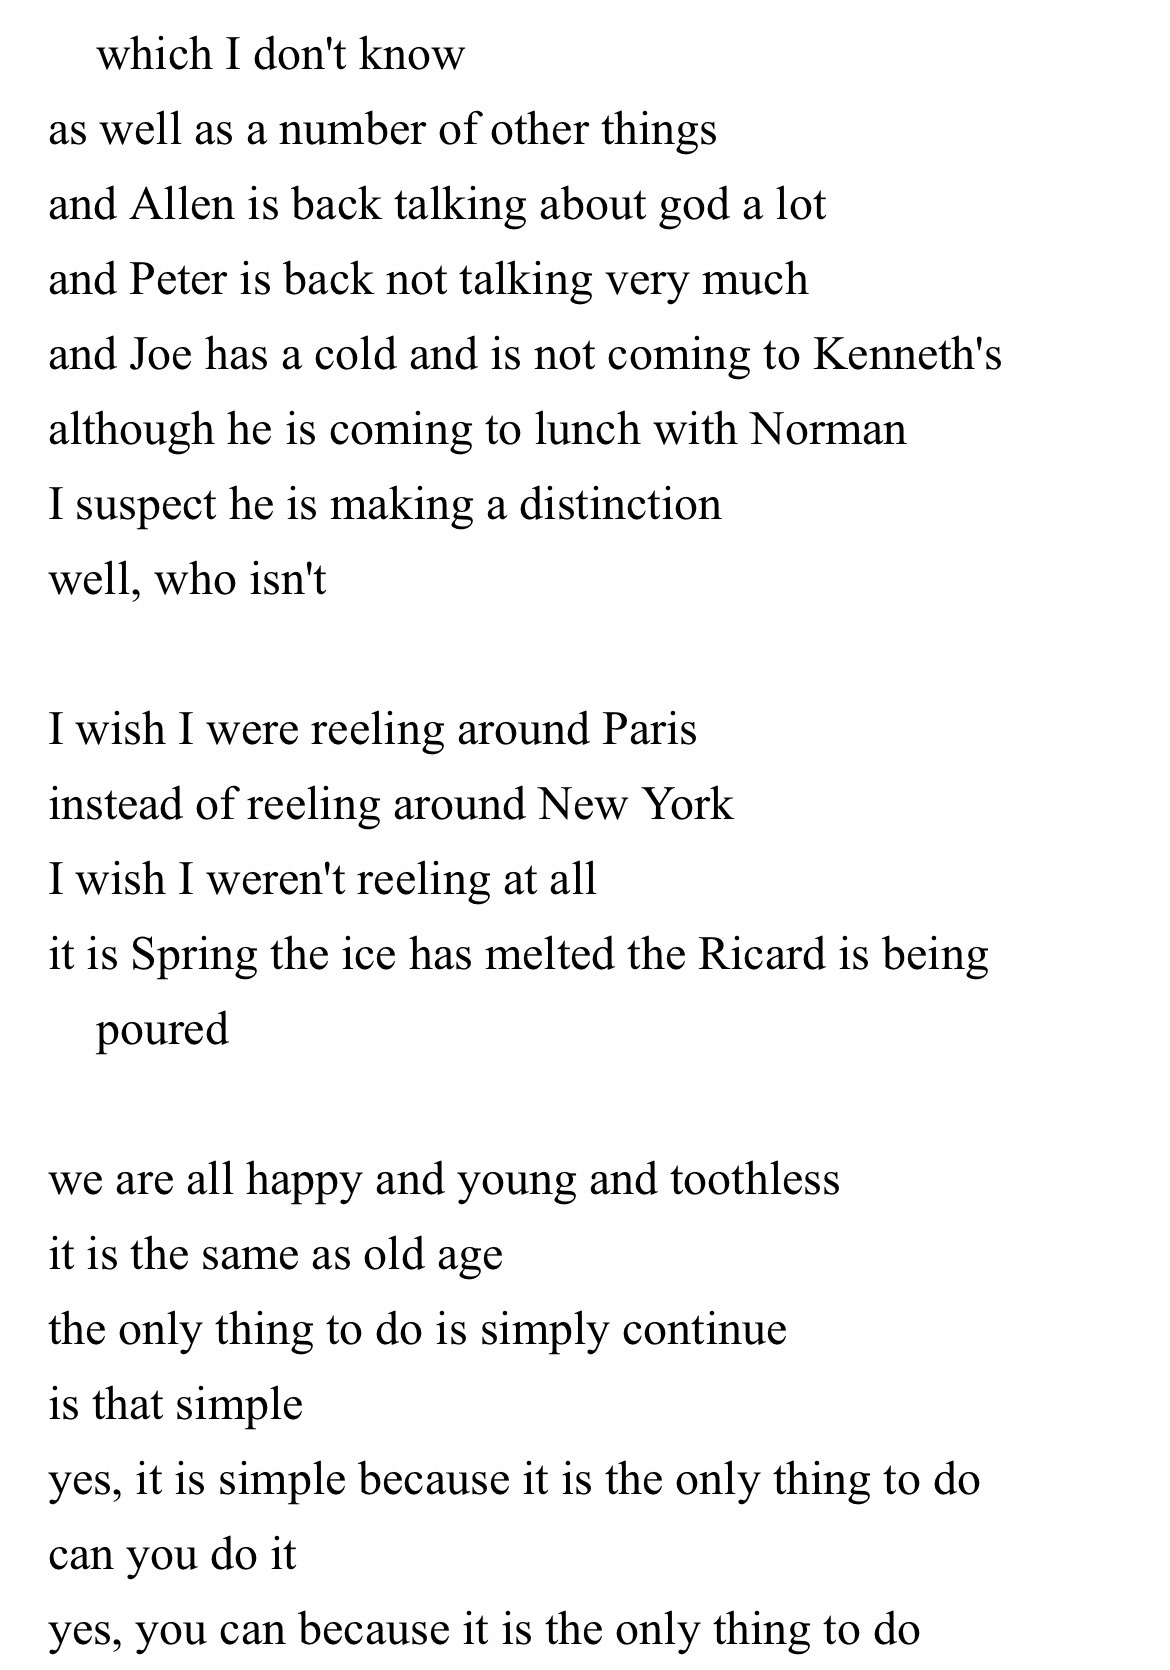 which I don't know
as well as a number of other things
and Allen is back talking about god a lot
and Peter is back not talking very much
and Joe has a cold and is not coming to Kenneth's
although he is coming to lunch with Norman
I suspect he is making a distinction
well, who isn't

I wish I were reeling around Paris
instead of reeling around New York
I wish I weren't reeling at all
it is Spring the ice has melted the Ricard is being
poured

we are all happy and young and toothless
it is the same as old age
the only thing to do is simply continue
is that simple
yes, it is simple because it is the only thing to do
can you do it
yes, you can because it is the only thing to do